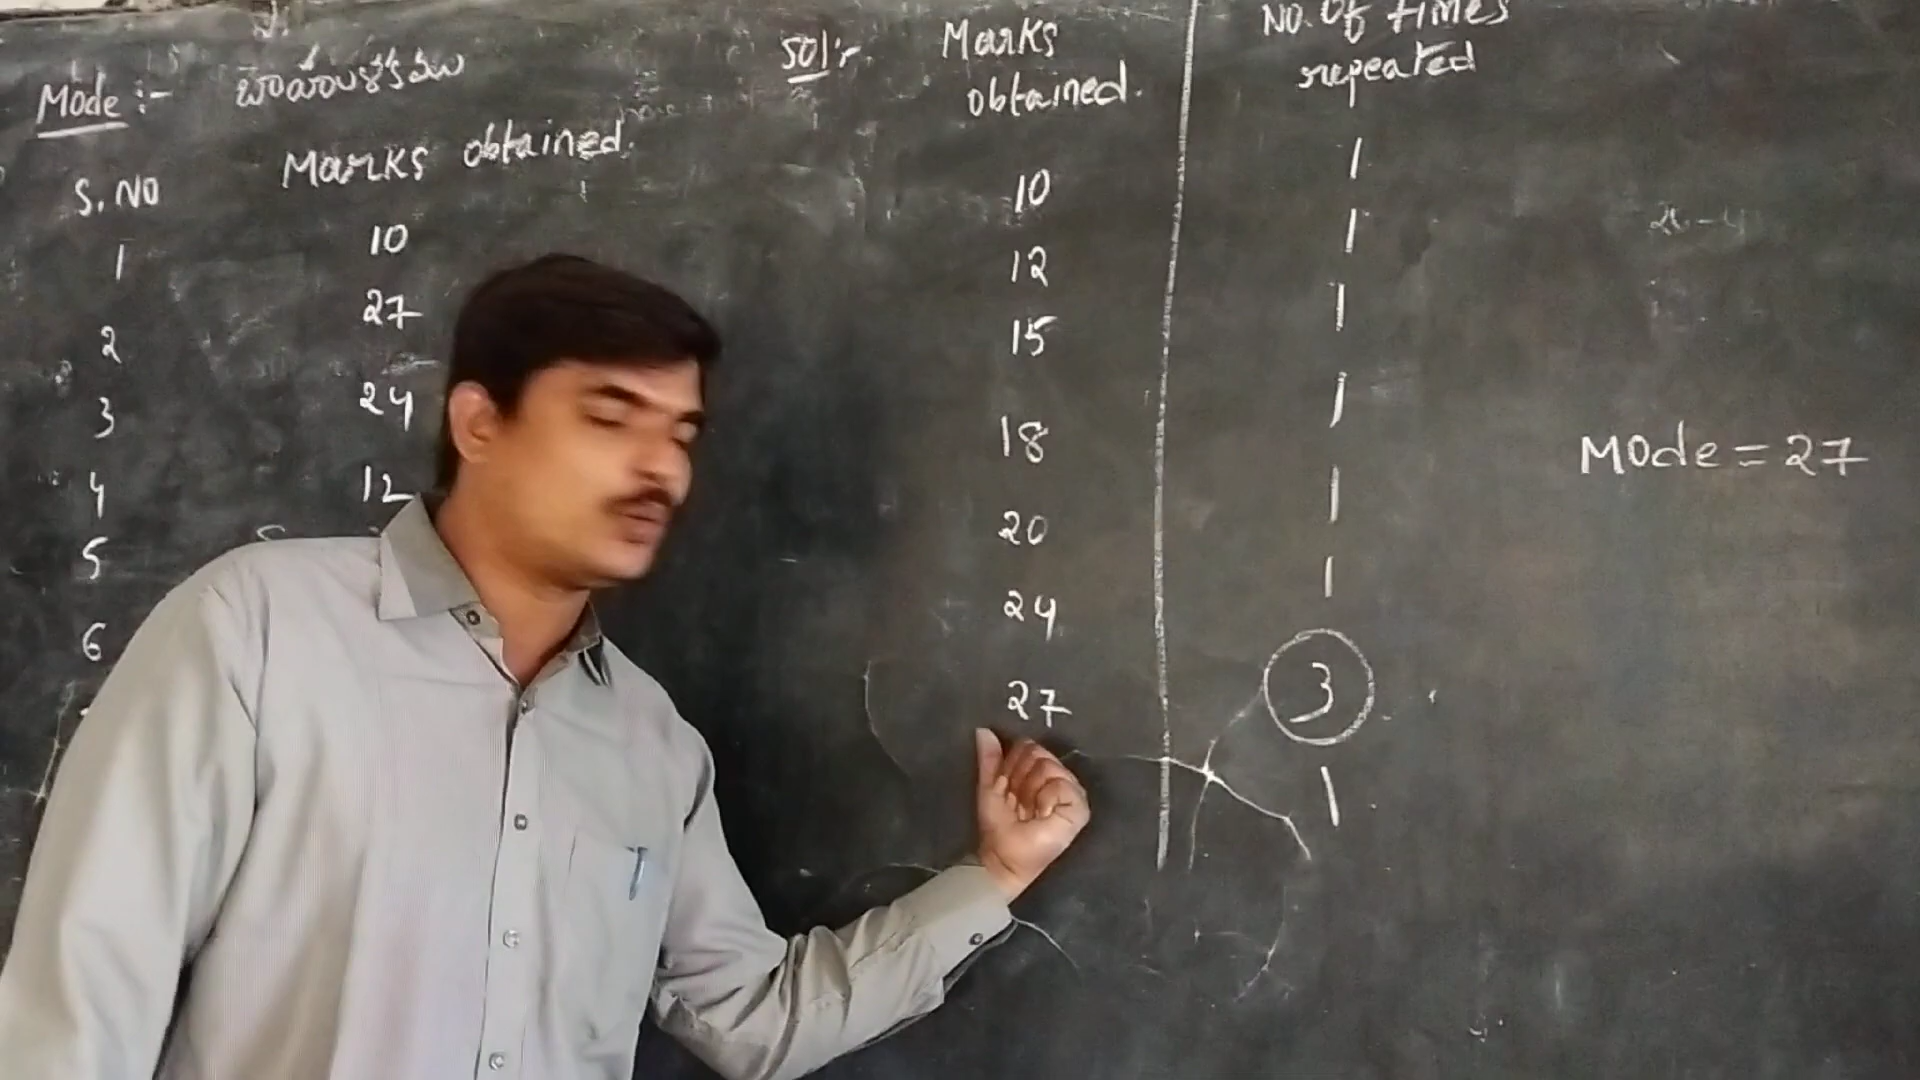 Mode :- ಬಾಹುಳಕವು
S. NO Marks obtained.
1 10
2 27
3 24
4 12
5
6
Sol:-
Marks obtained.
No. Of times repeated
10 1
12 1
15 1
18 1
20 1
24 1
27 3
1
Mode = 27